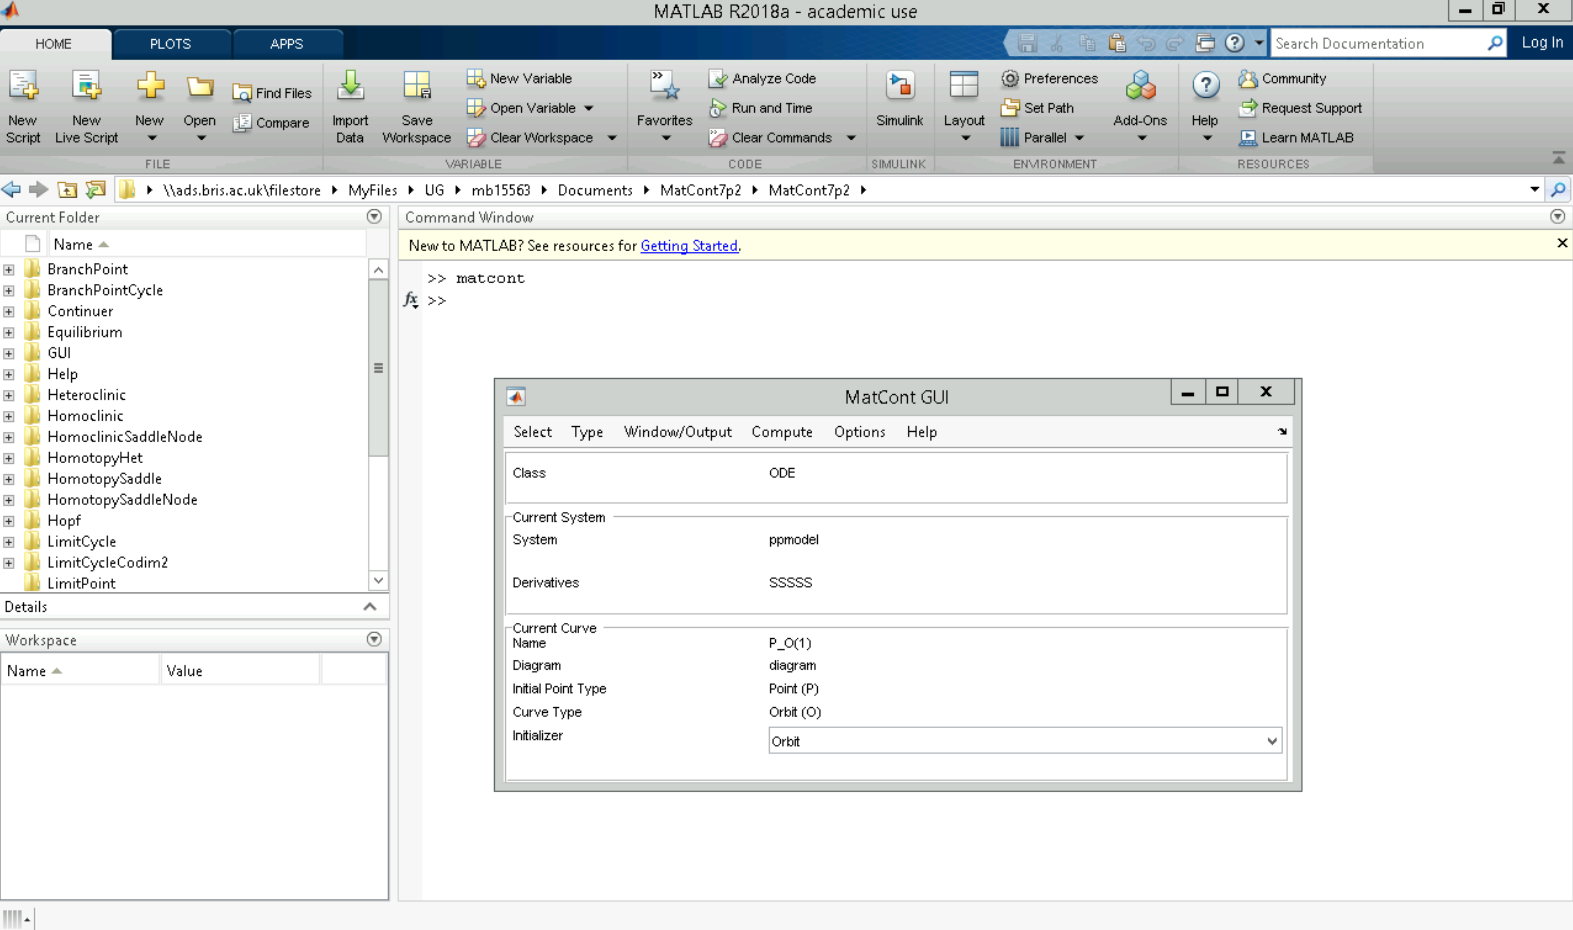 MATLAB R2018a - academic use
HOME PLOTS APPS
Search Documentation
Log In
New Script
New Live Script
New
Open
Find Files
Compare
FILE
Import Data
Save Workspace
New Variable
Open Variable
Clear Workspace
VARIABLE
Favorites
Analyze Code
Run and Time
Clear Commands
CODE
Simulink
SIMULINK
Layout
Preferences
Set Path
Parallel
Add-Ons
ENVIRONMENT
Help
Community
Request Support
Learn MATLAB
RESOURCES
\\ads.bris.ac.uk\filestore MyFiles UG mb15563 Documents MatCont7p2 MatCont7p2
Current Folder
Name
BranchPoint
BranchPointCycle
Continuer
Equilibrium
GUI
Help
Heteroclinic
Homoclinic
HomoclinicSaddleNode
HomotopyHet
HomotopySaddle
HomotopySaddleNode
Hopf
LimitCycle
LimitCycleCodim2
LimitPoint
Details
Workspace
Name Value
Command Window
New to MATLAB? See resources for Getting Started.
>> matcont
fx >>
MatCont GUI
Select Type Window/Output Compute Options Help
Class ODE
Current System
System ppmodel
Derivatives SSSSS
Current Curve
Name P_O(1)
Diagram diagram
Initial Point Type Point (P)
Curve Type Orbit (O)
Initializer Orbit